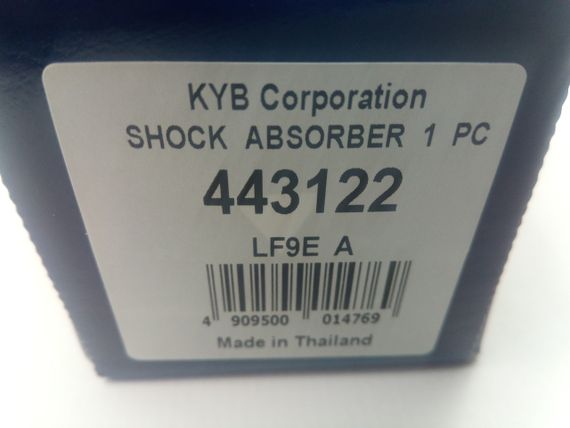 KYB Corporation
SHOCK ABSORBER 1 PC
443122
LF9E A
4 909500 014769
Made in Thailand